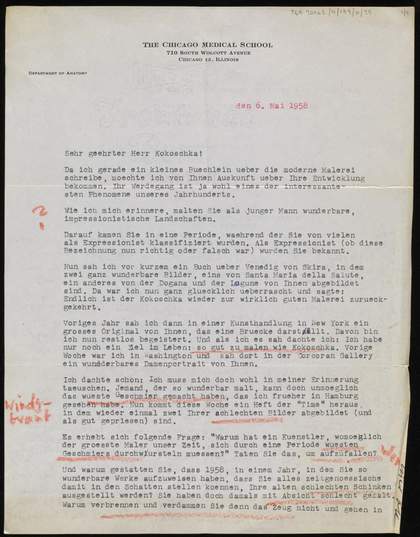 THE CHICAGO MEDICAL SCHOOL
710 SOUTH WOLCOTT AVENUE
CHICAGO 12, ILLINOIS
DEPARTMENT OF ANATOMY
den 6. Mai 1958
Sehr geehrter Herr Kokoschka!
Da ich gerade ein kleines Buechlein ueber die moderne Malerei
schreibe, moechte ich von Ihnen Auskunft ueber Ihre Entwicklung
bekommen. Ihr Werdegang ist ja wohl eines der interessante-
sten Phenomene unseres Jahrhunderts.
?
Wie ich mich erinnere, malten Sie als junger Mann wunderbare,
impressionistische Landschaften.
Darauf kamen Sie in eine Periode, waehrend der Sie von vielen
als Expressionist klassifiziert wurden. Als Expressionist (ob diese
Bezeichnung nun richtig oder falsch war) wurden Sie bekannt.
Nun sah ich vor kurzem ein Buch ueber Venedig von Skira, in dem
zwei ganz wunderbare Bilder, eins von Santa Maria della Salute,
ein anderes von der Dogana und der Lagune von Ihnen abgebildet
sind. Da war ich nun ganz gluecklich ueberrascht und sagte:
Endlich ist der Kokoschka wieder zur wirklich guten Malerei zurueck-
gekehrt.
Voriges Jahr sah ich dann in einer Kunsthandlung in New York ein
grosses Original von Ihnen, das eine Bruecke darstellt. Davon bin
ich nun restlos begeistert. Und als ich es sah dachte ich: Ich habe
nur noch ein Ziel im Leben: so gut zu malen wie Kokoschka. Vorige
Woche war ich in Washington und sah dort in der Corcoran Gallery
ein wunderbares Damenportrait von Ihnen.
Ich dachte schon: Ich muss mich doch wohl in meiner Erinnerung
taeuschen. Jemand, der so wunderbar malt, kann doch unmoeglich
das wueste Geschmier gemacht haben, das ich frueher in Hamburg
gesehen habe. Nun kommt diese Woche ein Heft der "Time" heraus,
in dem wieder einmal zwei Ihrer schlechten Bilder abgebildet (und
als gut gepriesen) sind.
Winds-
braut
Es erhebt sich folgende Frage: "Warum hat ein Kuenstler, womoeglich
der groesste Maler unser Zeit, sich durch eine Periode wuesten
Geschmiers durchwursteln muessen?" Taten Sie das, um aufzufallen?
Und warum gestatten Sie, dass 1958, in einem Jahr, in dem Sie so
wunderbare Werke aufzuweisen haben, dass Sie alles zeitgenoessische
damit in den Schatten stellen koennen, Ihre alten schlechten Schinken
ausgestellt werden? Sie haben doch damals mit Absicht schlecht gemalt.
Warum verbrennen und verdammen Sie denn das Zeug nicht und gehen in